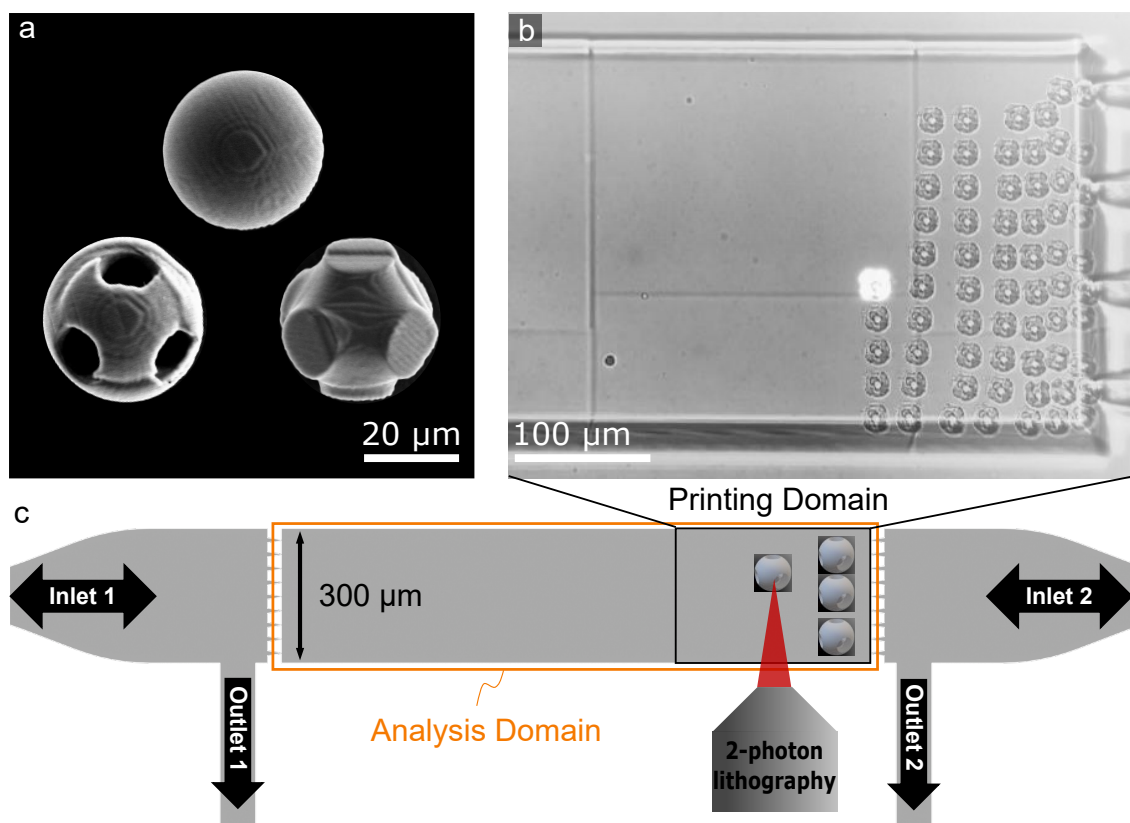 a
20 µm
b
100 µm
Printing Domain
c
300 µm
Inlet 1
Inlet 2
Analysis Domain
Outlet 1
Outlet 2
2-photon
lithography